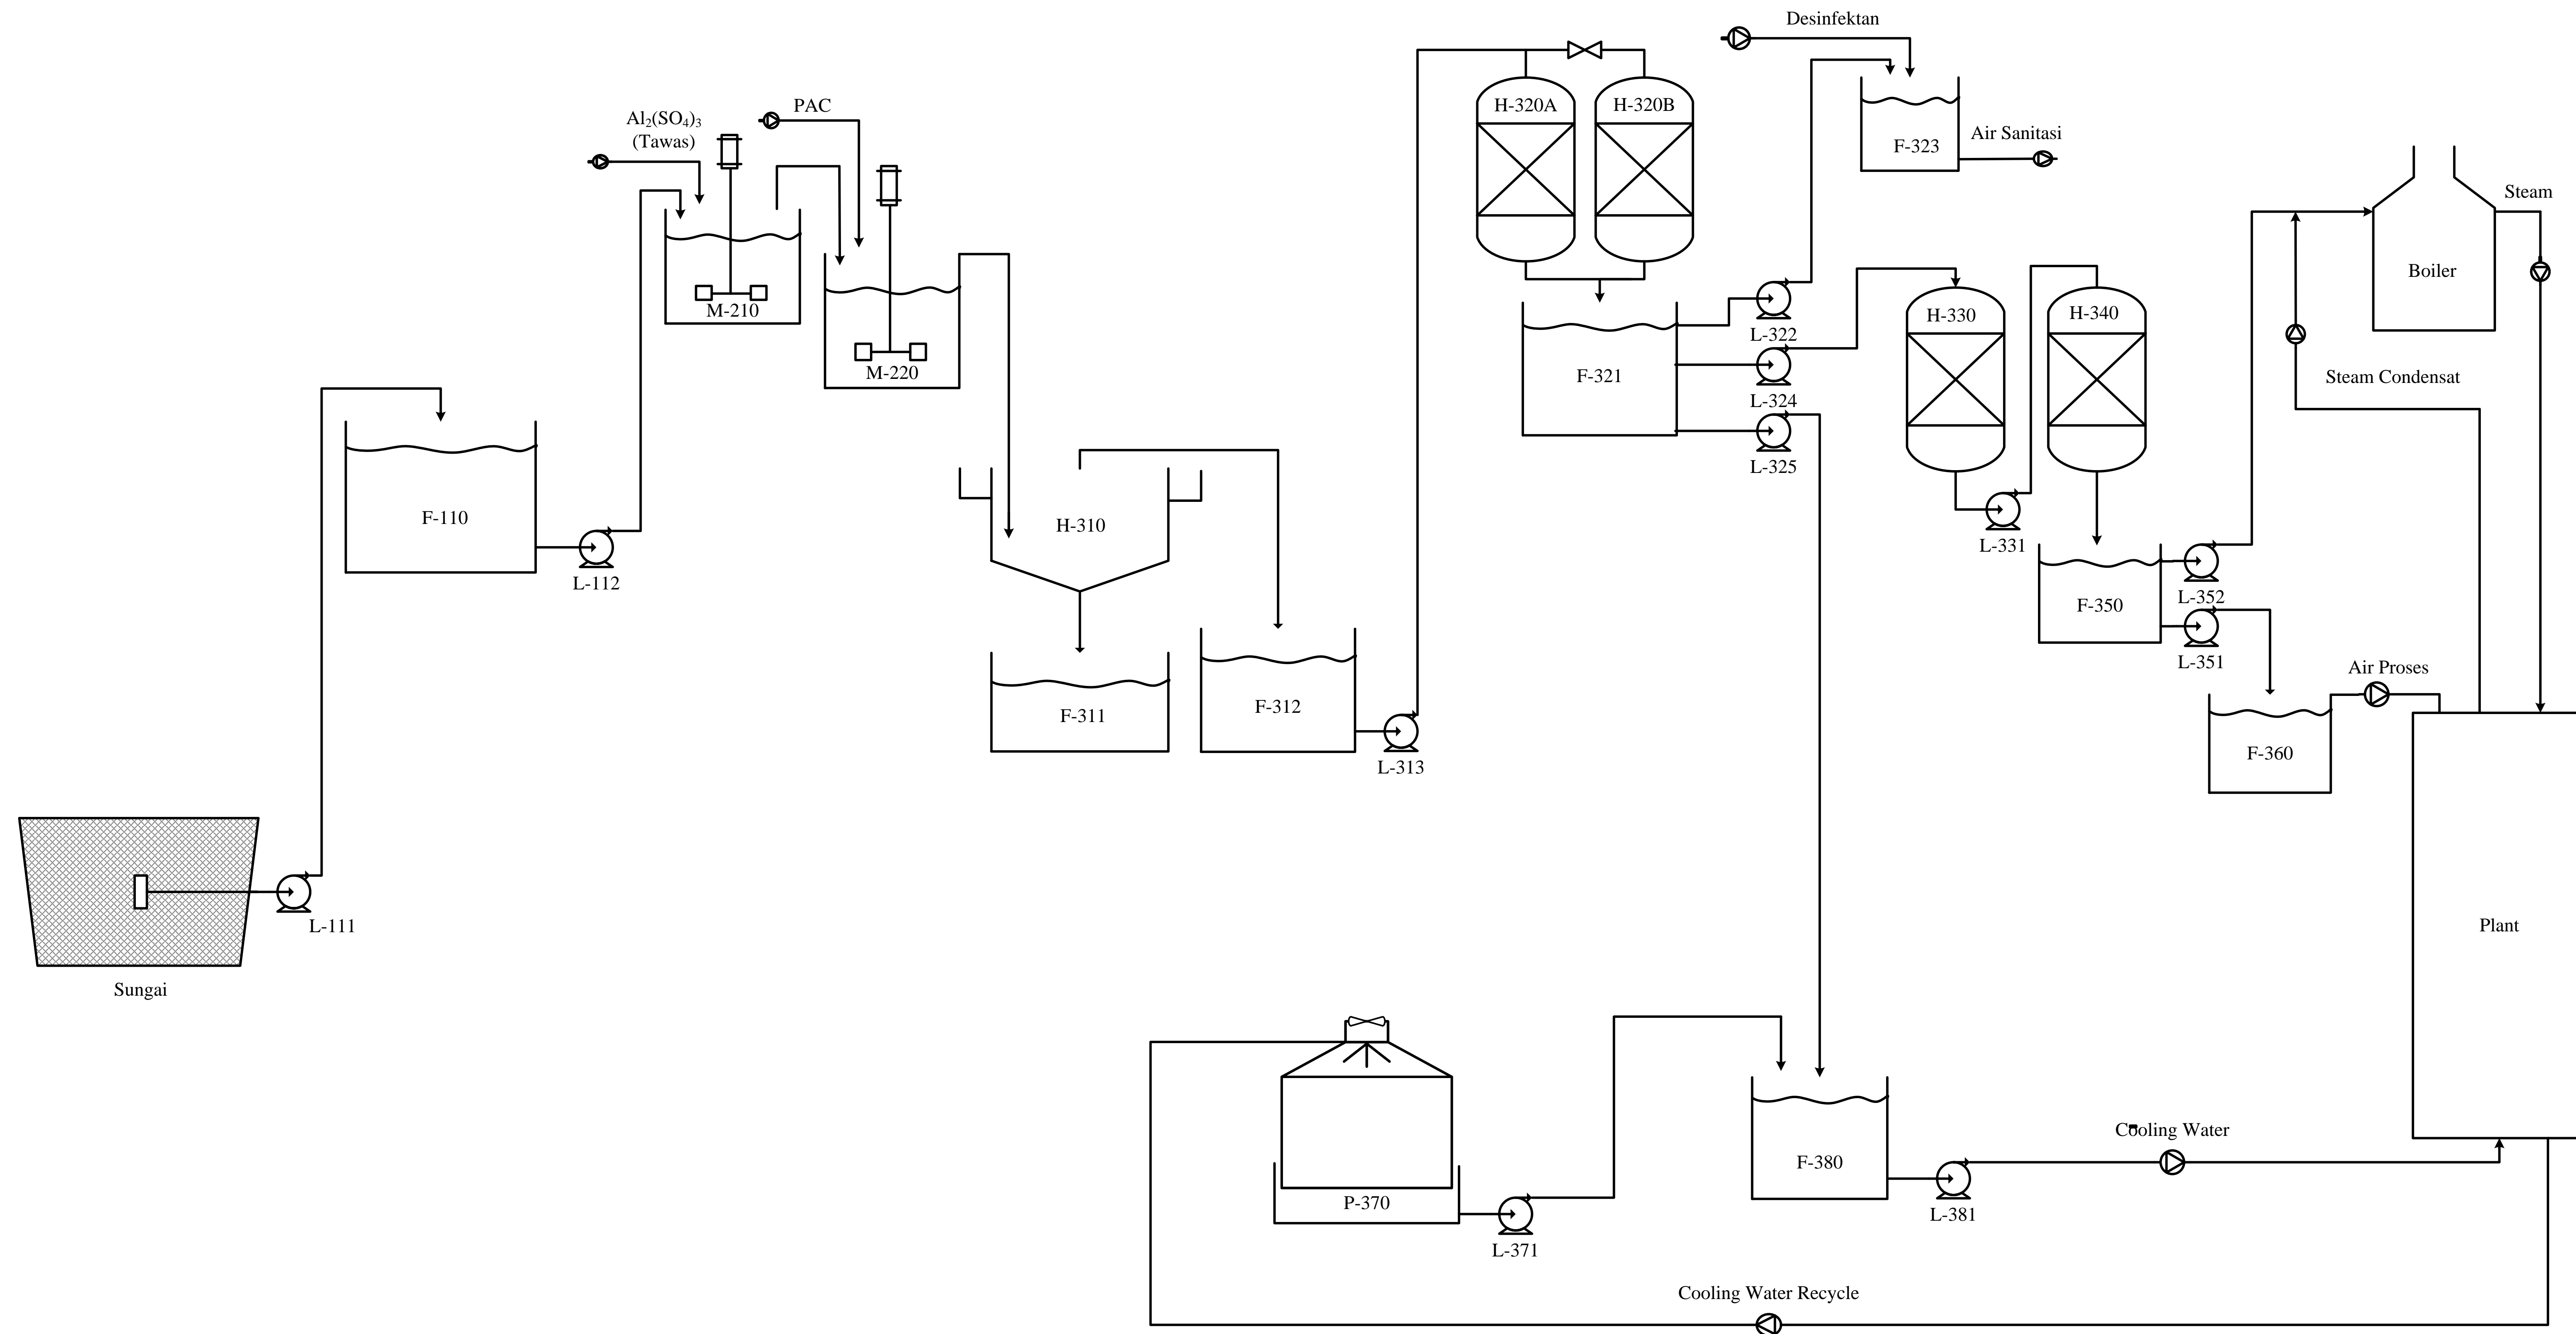 Desinfektan
PAC
Al₂(SO₄)₃
(Tawas)
H-320A
H-320B
Air Sanitasi
F-323
Steam
Boiler
M-210
M-220
L-322
H-330
H-340
F-321
L-324
Steam Condensat
L-325
F-110
H-310
L-331
L-112
L-352
F-350
L-351
Air Proses
F-311
F-312
L-313
F-360
L-111
Plant
Sungai
Cooling Water
F-380
P-370
L-381
L-371
Cooling Water Recycle